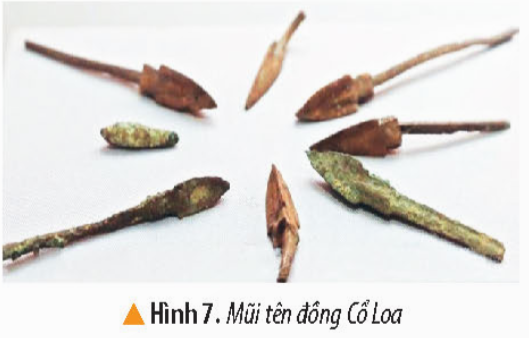 ▲ Hình 7. Mũi tên đồng Cổ Loa